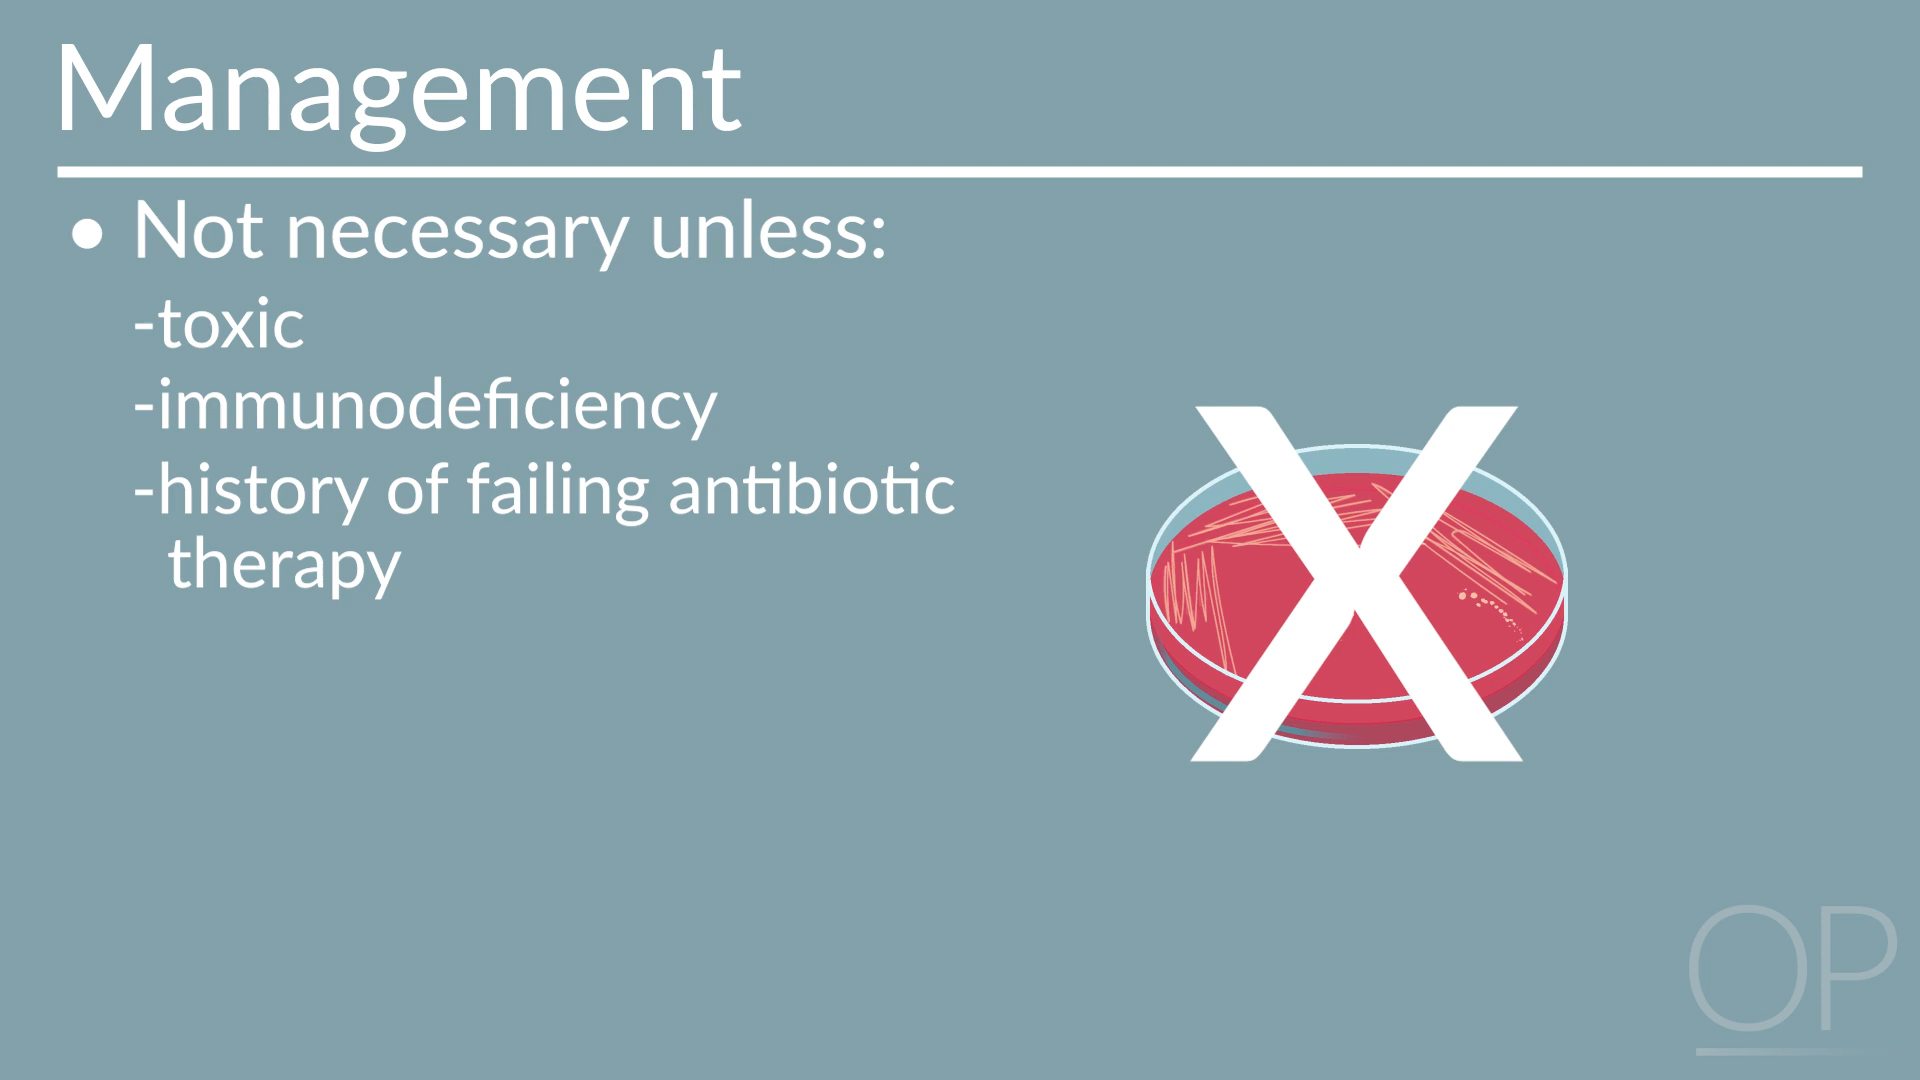 Management
• Not necessary unless:
-toxic
-immunodeficiency
-history of failing antibiotic
therapy
X
OP